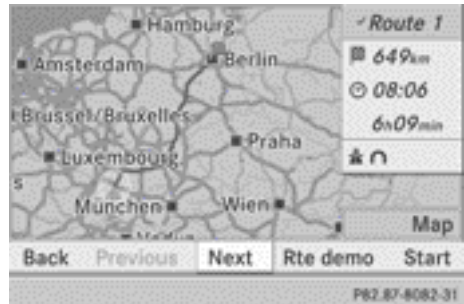 Hamburg
Amsterdam
Berlin
Brussel/Bruxelles
Praha
Luxembourg
s
München
Wien
✓Route 1
649km
08:06
6h09min
Map
Back Previous Next Rte demo Start
P82.87-8082-31